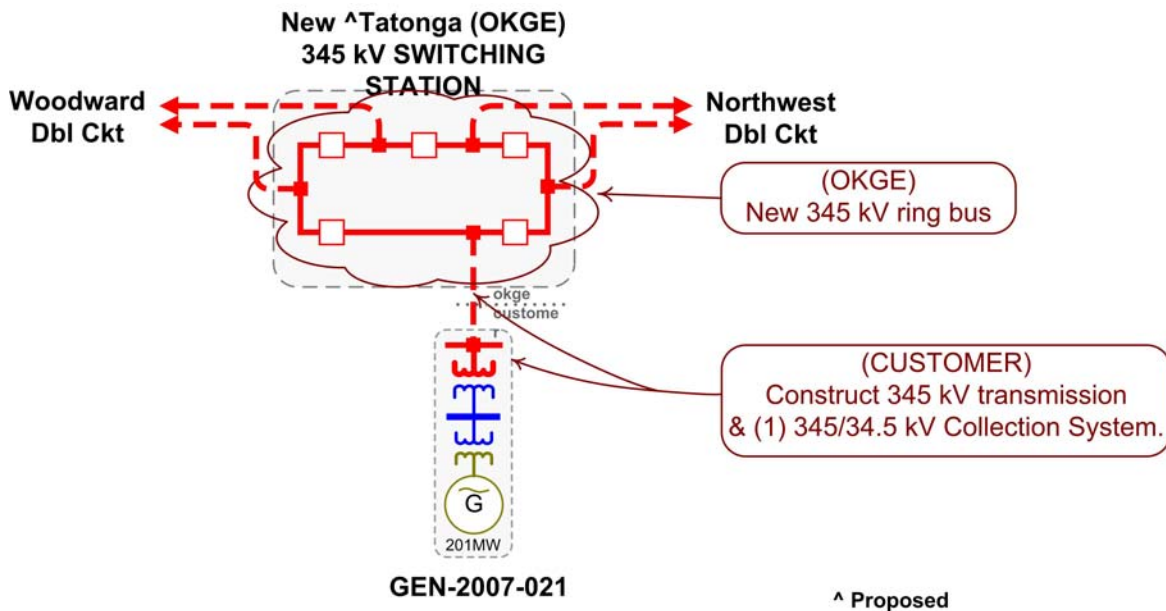 New ^Tatonga (OKGE)
345 kV SWITCHING
STATION
Woodward
Dbl Ckt
Northwest
Dbl Ckt
(OKGE)
New 345 kV ring bus
okge
custome
r
(CUSTOMER)
Construct 345 kV transmission
& (1) 345/34.5 kV Collection System.
G
201MW
GEN-2007-021
^ Proposed